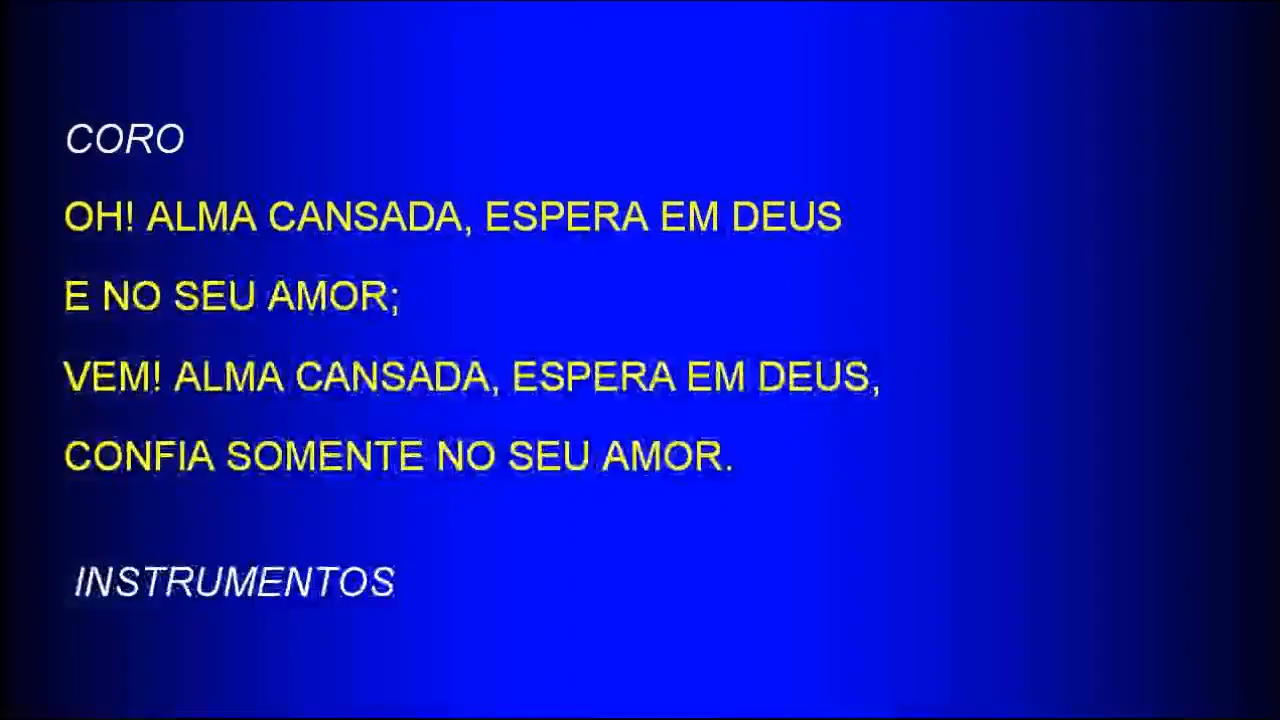 CORO
OH! ALMA CANSADA, ESPERA EM DEUS
E NO SEU AMOR;
VEM! ALMA CANSADA, ESPERA EM DEUS,
CONFIA SOMENTE NO SEU AMOR.
INSTRUMENTOS